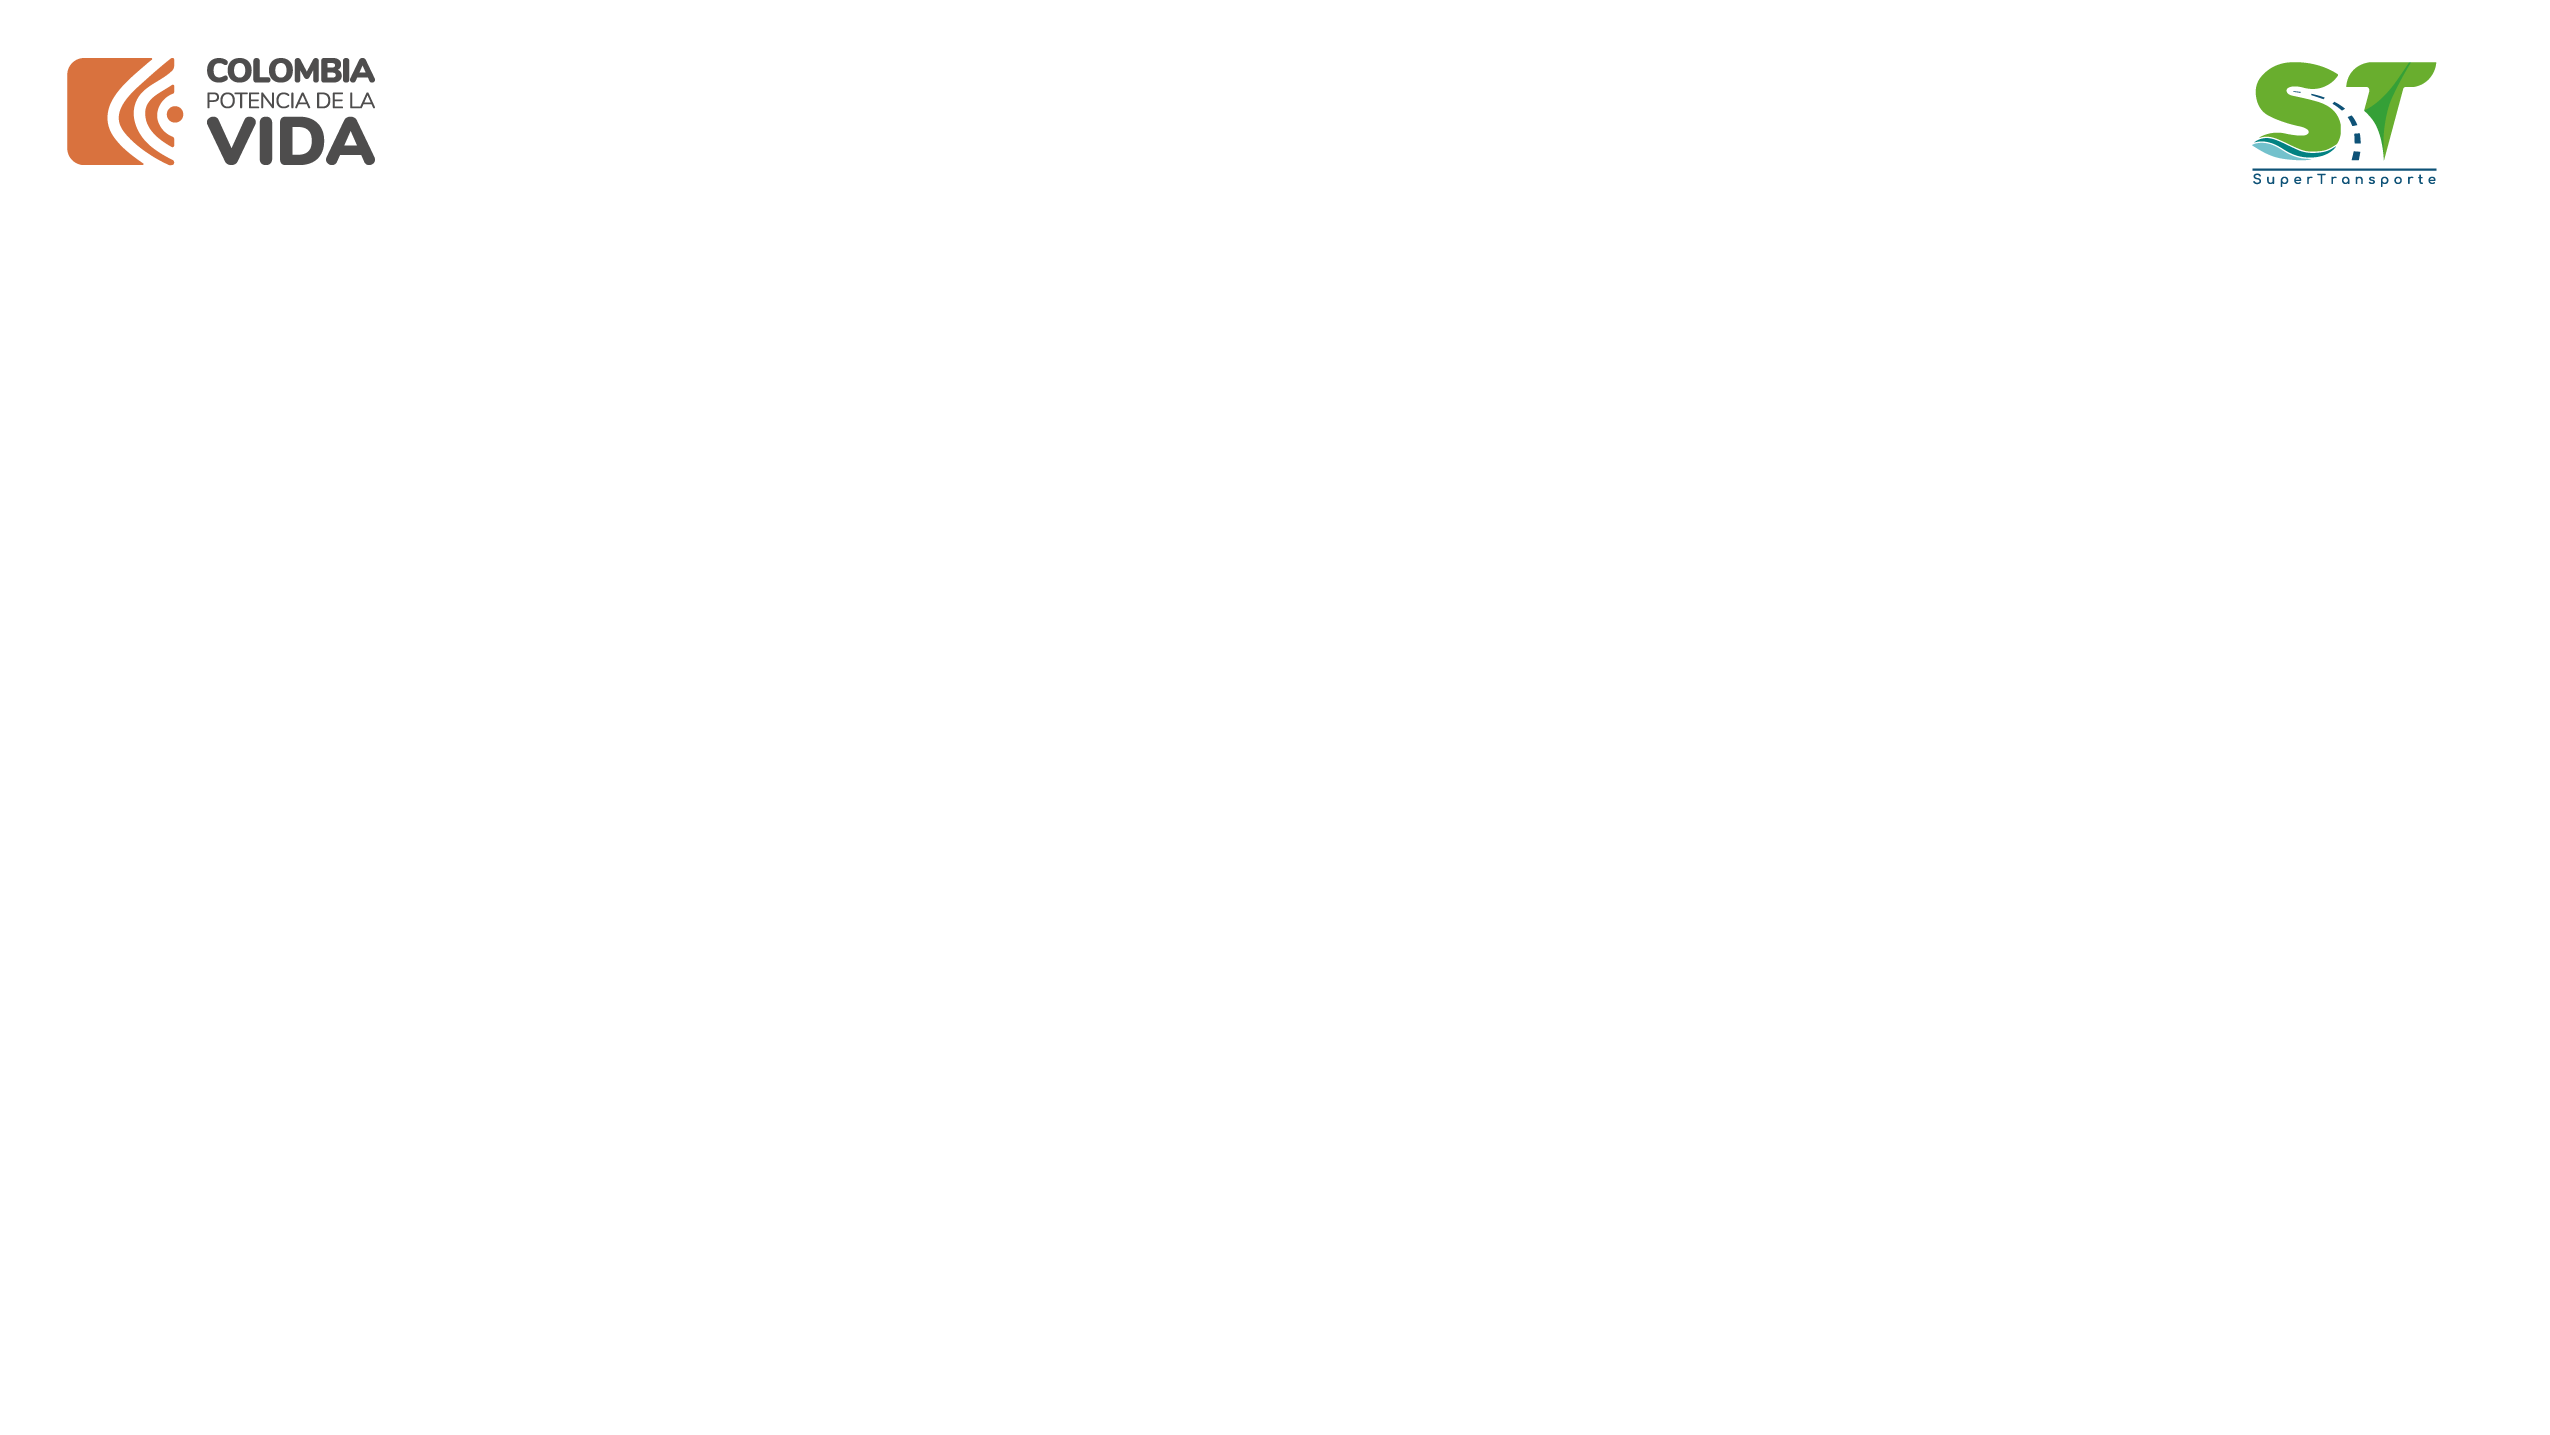 COLOMBIA
POTENCIA DE LA
VIDA
ST
SuperTransporte